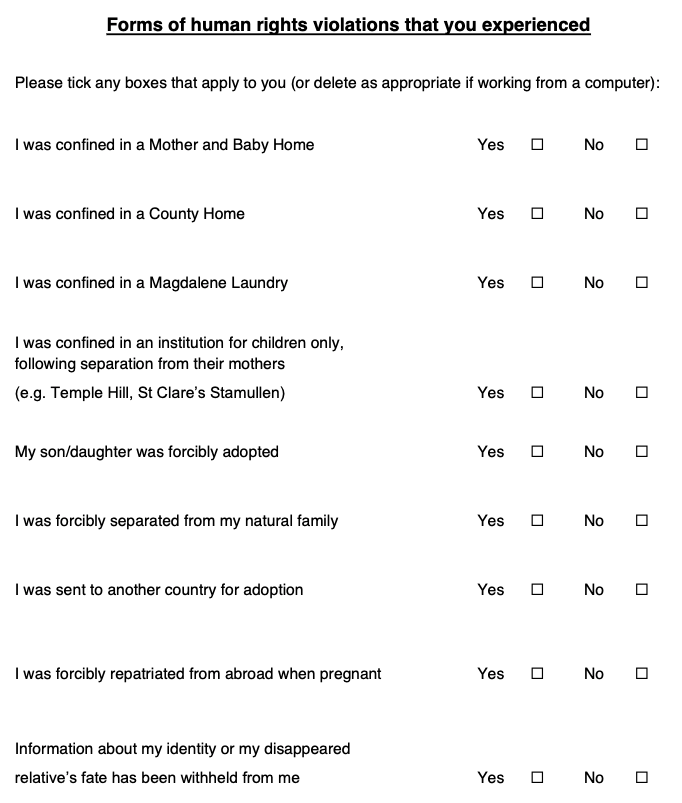 Forms of human rights violations that you experienced
Please tick any boxes that apply to you (or delete as appropriate if working from a computer):
I was confined in a Mother and Baby Home Yes ☐ No ☐
I was confined in a County Home Yes ☐ No ☐
I was confined in a Magdalene Laundry Yes ☐ No ☐
I was confined in an institution for children only,
following separation from their mothers
(e.g. Temple Hill, St Clare’s Stamullen) Yes ☐ No ☐
My son/daughter was forcibly adopted Yes ☐ No ☐
I was forcibly separated from my natural family Yes ☐ No ☐
I was sent to another country for adoption Yes ☐ No ☐
I was forcibly repatriated from abroad when pregnant Yes ☐ No ☐
Information about my identity or my disappeared
relative’s fate has been withheld from me Yes ☐ No ☐